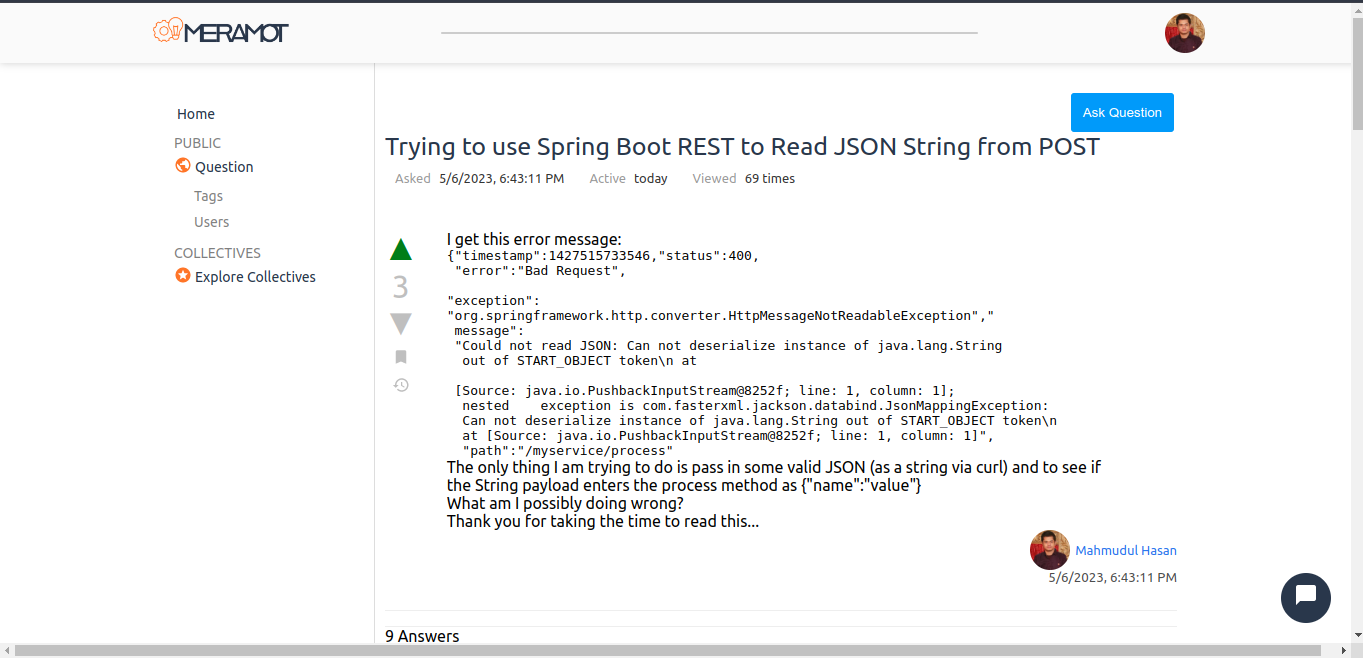 MERAMOT
Ask Question
Home
PUBLIC
Question
Tags
Users
COLLECTIVES
Explore Collectives
Trying to use Spring Boot REST to Read JSON String from POST
Asked 5/6/2023, 6:43:11 PM Active today Viewed 69 times
3
I get this error message:
{"timestamp":1427515733546,"status":400,
"error":"Bad Request",
"exception":
"org.springframework.http.converter.HttpMessageNotReadableException","
message":
"Could not read JSON: Can not deserialize instance of java.lang.String
out of START_OBJECT token\n at
[Source: java.io.PushbackInputStream@8252f; line: 1, column: 1];
nested    exception is com.fasterxml.jackson.databind.JsonMappingException:
Can not deserialize instance of java.lang.String out of START_OBJECT token\n
at [Source: java.io.PushbackInputStream@8252f; line: 1, column: 1]",
"path":"/myservice/process"
The only thing I am trying to do is pass in some valid JSON (as a string via curl) and to see if
the String payload enters the process method as {"name":"value"}
What am I possibly doing wrong?
Thank you for taking the time to read this...
Mahmudul Hasan
5/6/2023, 6:43:11 PM
9 Answers